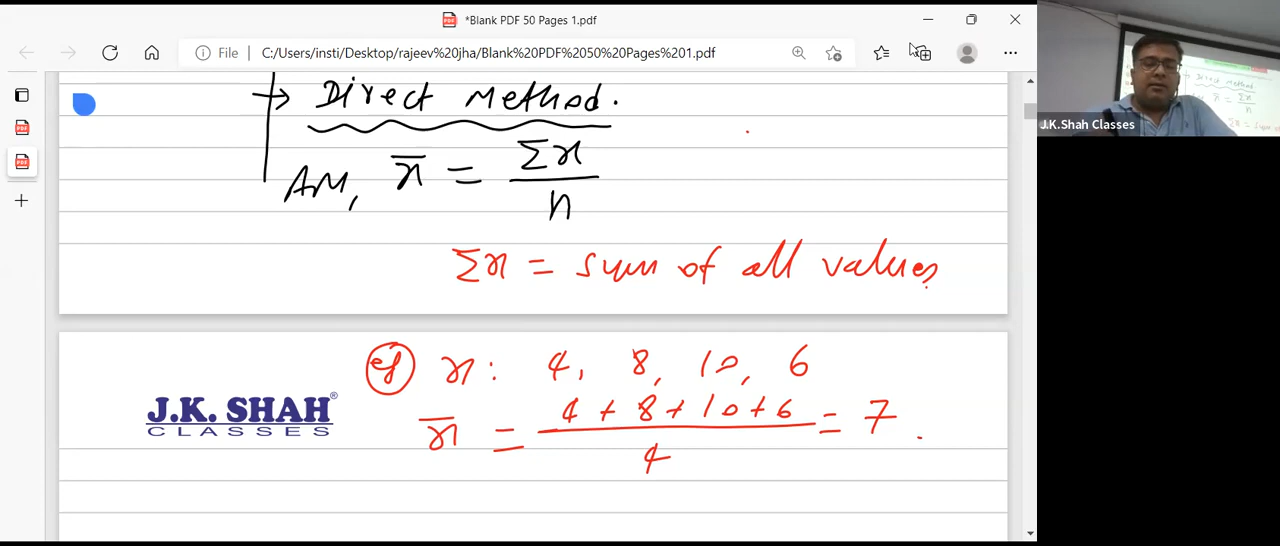 *Blank PDF 50 Pages 1.pdf
File C:/Users/insti/Desktop/rajeev%20jha/Blank%20PDF%2050%20Pages%201.pdf
J.K.Shah Classes
→ Direct Method.
AM, x̄ = Σx / n
Σx = sum of all values
eg x: 4, 8, 10, 6
x̄ = 4 + 8 + 10 + 6 / 4 = 7.
J.K. SHAH®
CLASSES